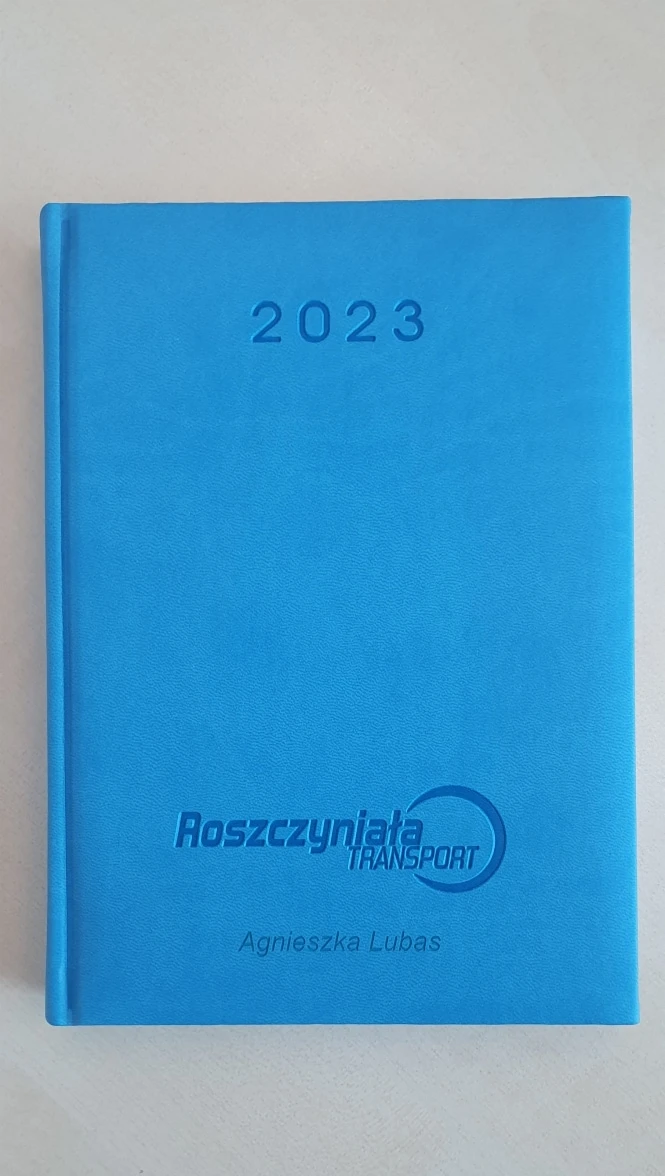 2023
Roszczyniała
TRANSPORT
Agnieszka Lubas